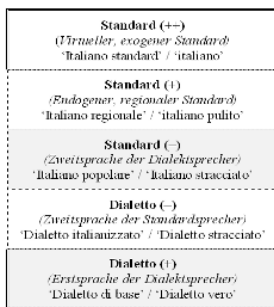 Standard (++)
(Virtueller, exogener Standard)
'Italiano standard' / 'italiano'
Standard (+)
(Endogener, regionaler Standard)
'Italiano regionale' / 'italiano pulito'
Standard (–)
(Zweitsprache der Dialektsprecher)
'Italiano popolare' / 'Italiano stracciato'
Dialetto (–)
(Zweitsprache der Standardsprecher)
'Dialetto italianizzato' / 'Dialetto stracciato'
Dialetto (+)
(Erstsprache der Dialektsprecher)
'Dialetto di base' / 'Dialetto vero'